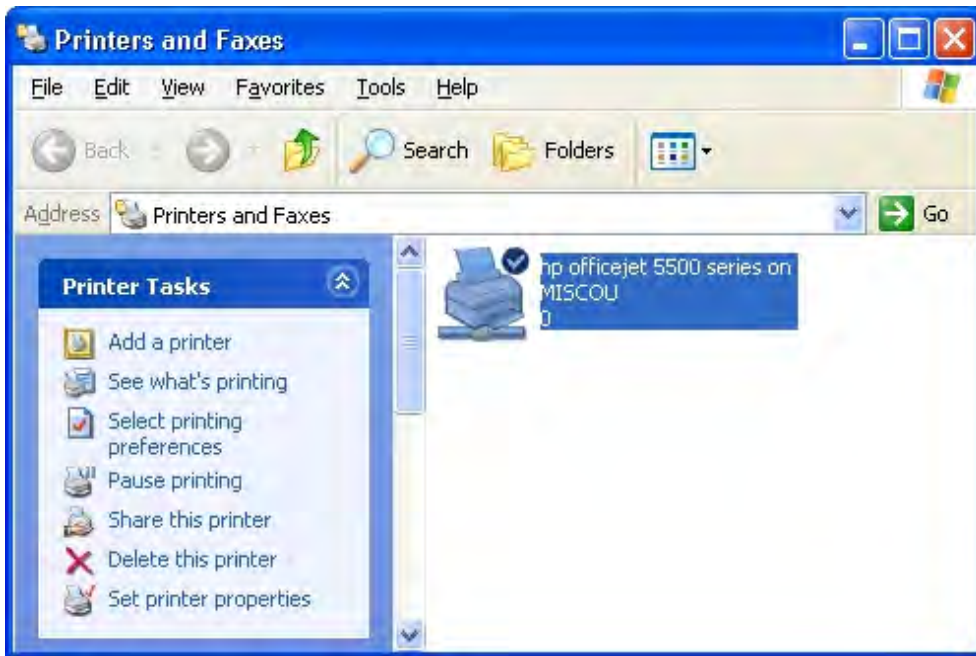 Printers and Faxes
File Edit View Favorites Tools Help
Back Search Folders
Address Printers and Faxes Go
Printer Tasks
Add a printer
See what's printing
Select printing
preferences
Pause printing
Share this printer
Delete this printer
Set printer properties
hp officejet 5500 series on
MISCOU
0